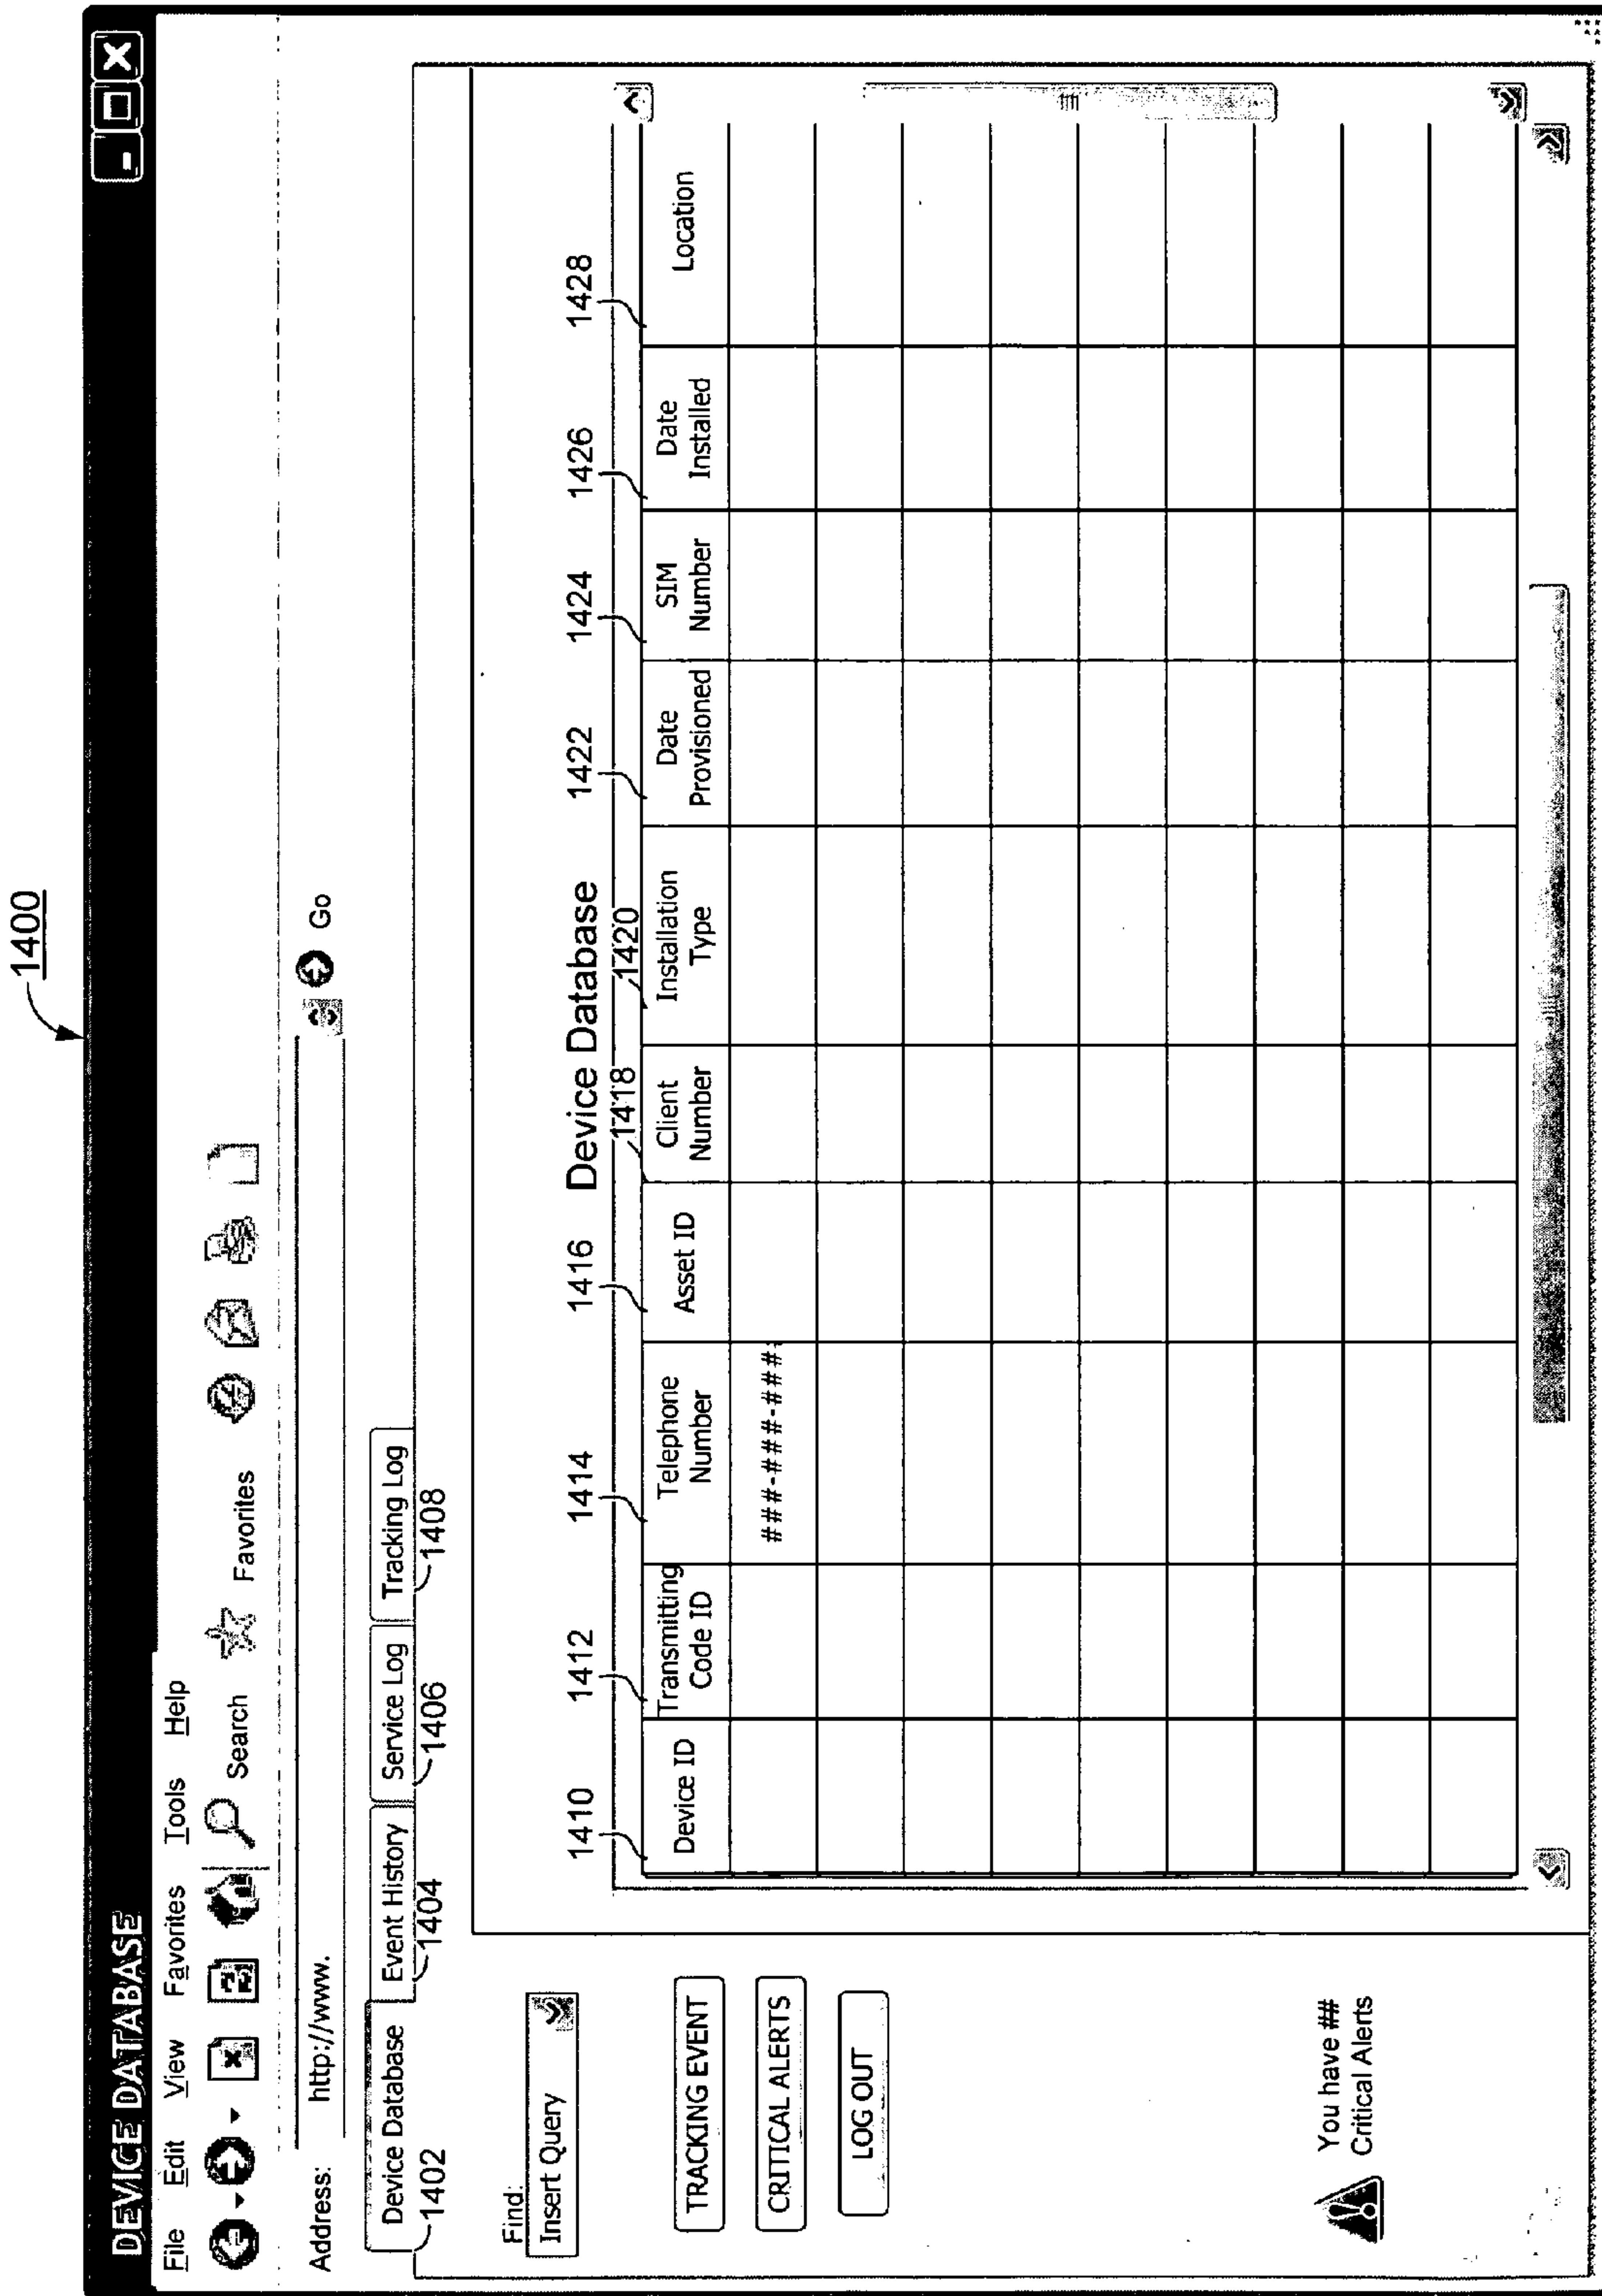 1400
DEVICE DATABASE
File Edit View Favorites Tools Help
Search Favorites
Address: http://www. Go
Device Database Event History Service Log Tracking Log
1402 1404 1406 1408
Find:
Insert Query
TRACKING EVENT
CRITICAL ALERTS
LOG OUT
You have ##
Critical Alerts
Device Database
1410 1412 1414 1416 1418 1420 1422 1424 1426 1428
Device ID
Transmitting
Code ID
Telephone
Number
Asset ID
Client
Number
Installation
Type
Date
Provisioned
SIM
Number
Date
Installed
Location
###-###-###